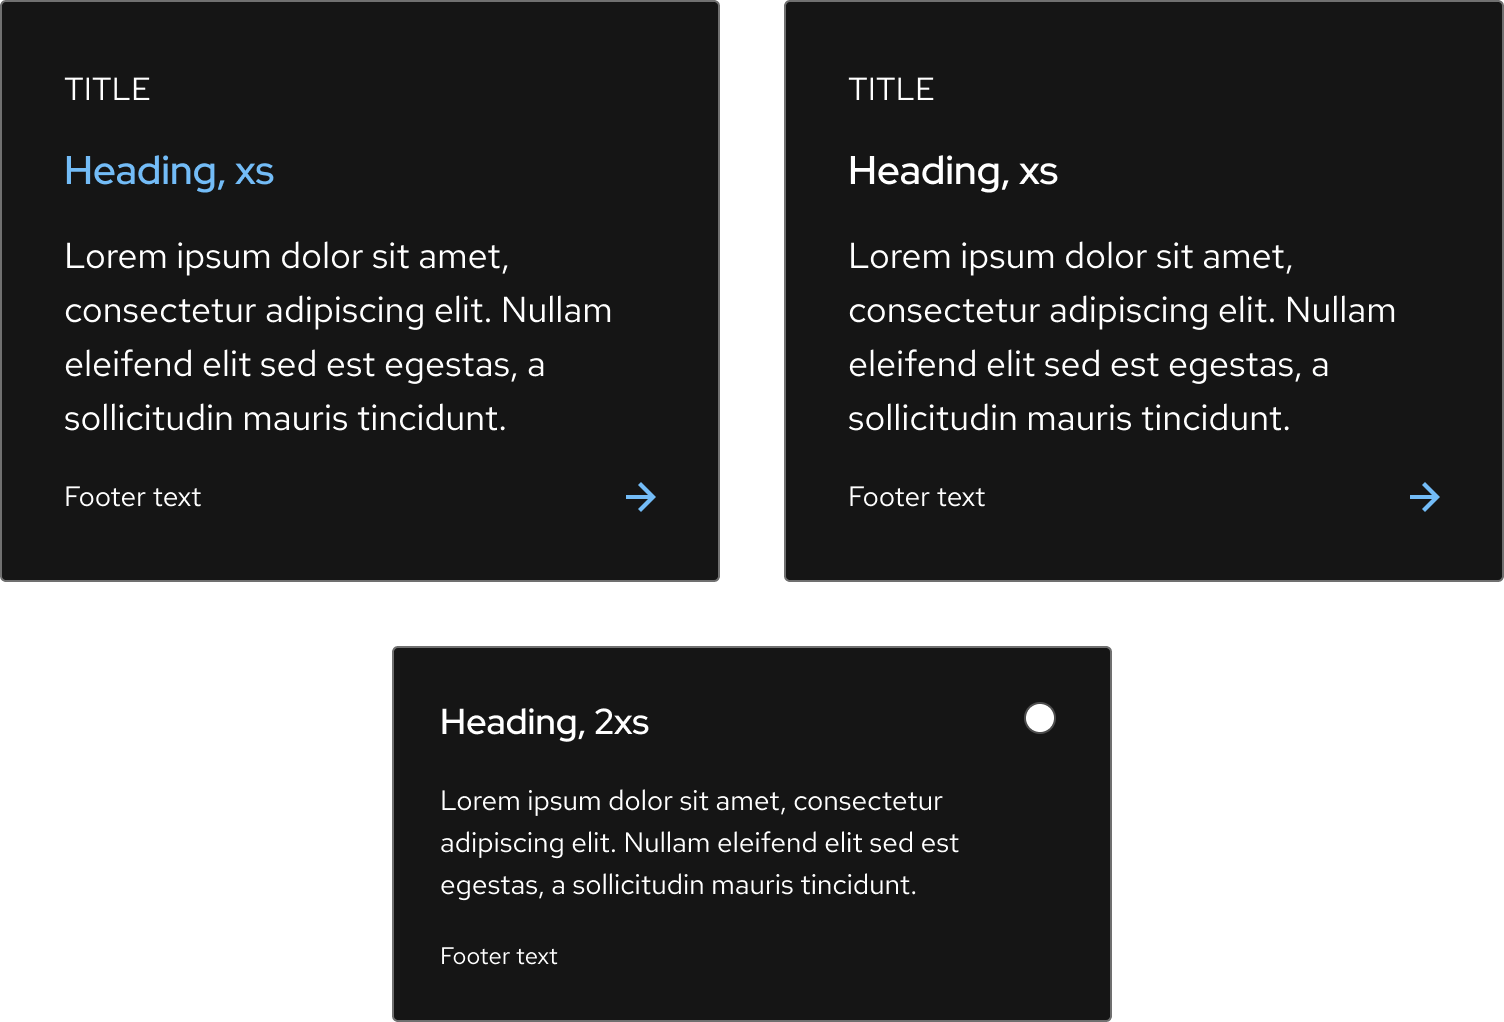 TITLE
Heading, xs
Lorem ipsum dolor sit amet,
consectetur adipiscing elit. Nullam
eleifend elit sed est egestas, a
sollicitudin mauris tincidunt.
Footer text
TITLE
Heading, xs
Lorem ipsum dolor sit amet,
consectetur adipiscing elit. Nullam
eleifend elit sed est egestas, a
sollicitudin mauris tincidunt.
Footer text
Heading, 2xs
Lorem ipsum dolor sit amet, consectetur
adipiscing elit. Nullam eleifend elit sed est
egestas, a sollicitudin mauris tincidunt.
Footer text